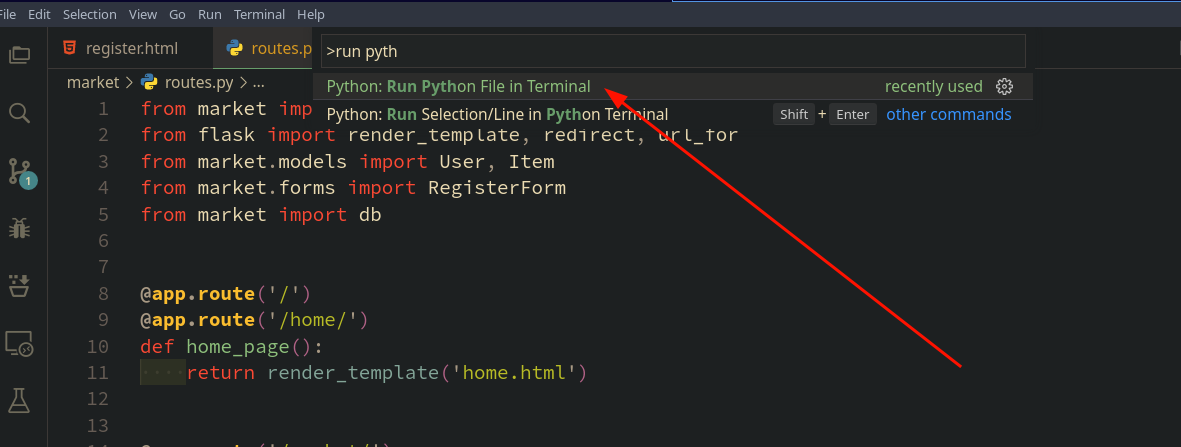 File Edit Selection View Go Run Terminal Help
register.html routes.p
>run pyth
Python: Run Python File in Terminal recently used
Python: Run Selection/Line in Python Terminal Shift + Enter other commands
market > routes.py > ...
1 from market imp
2 from flask import render_template, redirect, url_for
3 from market.models import User, Item
4 from market.forms import RegisterForm
5 from market import db
6
7
8 @app.route('/')
9 @app.route('/home/')
10 def home_page():
11 ····return render_template('home.html')
12
13
1